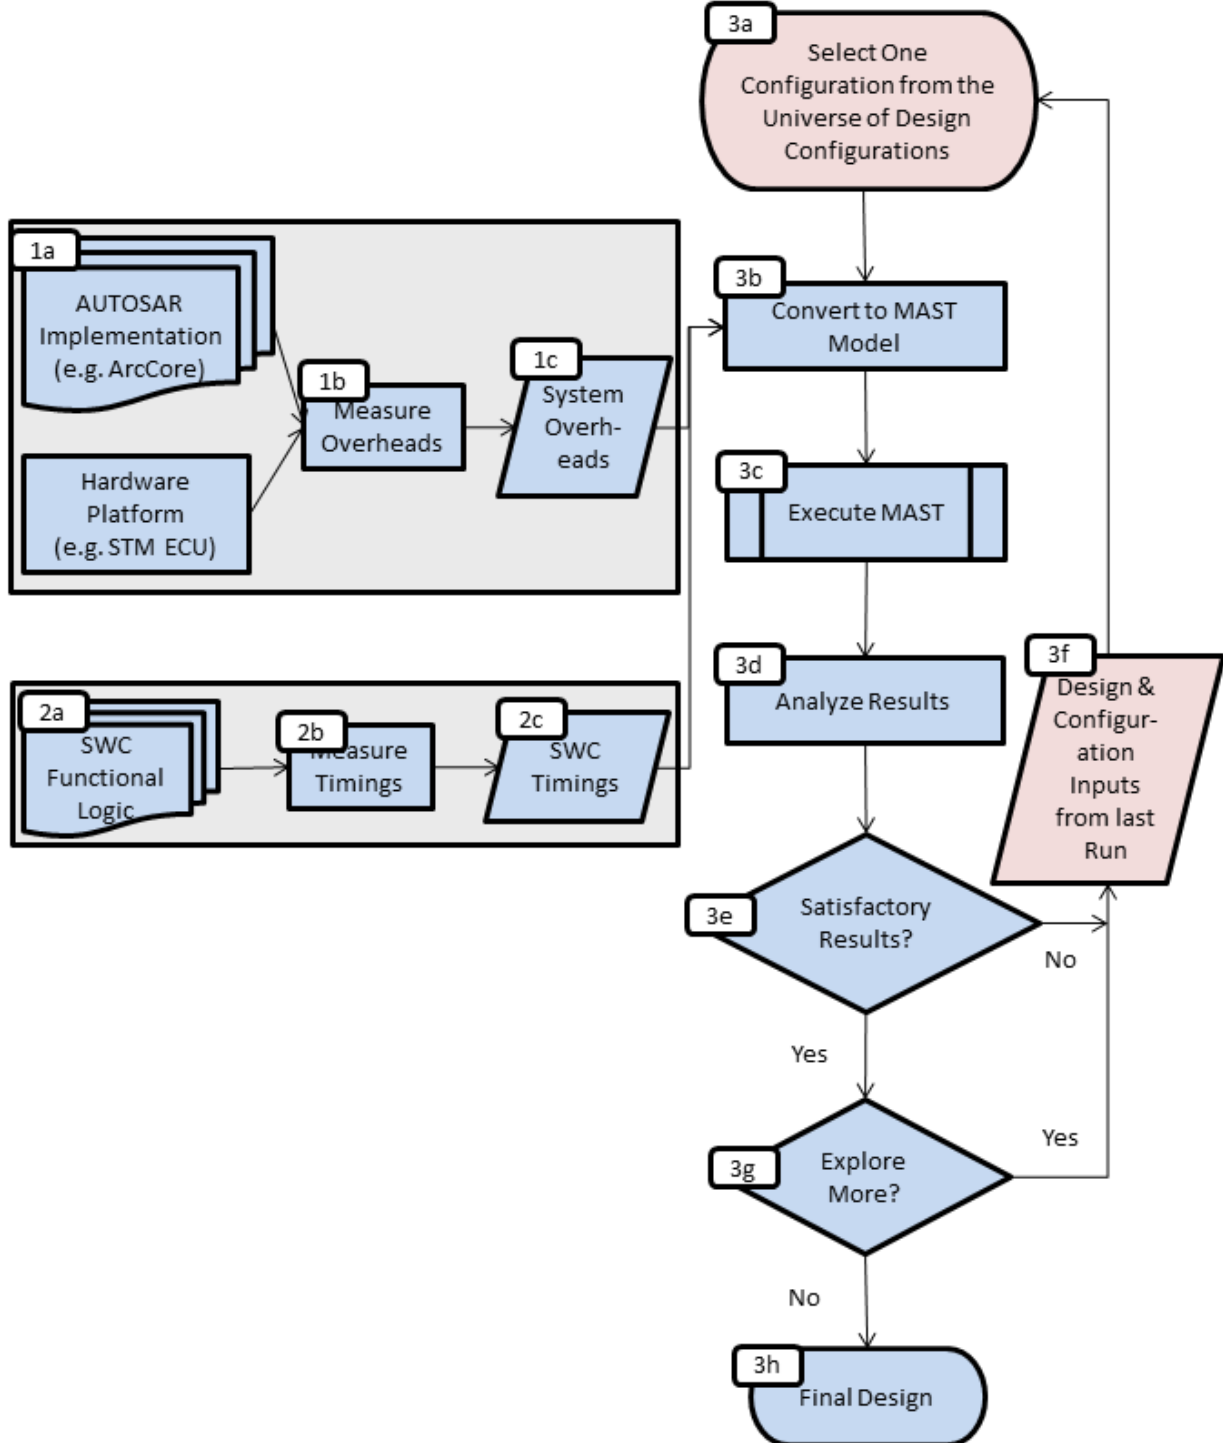 3a
Select One
Configuration from the
Universe of Design
Configurations
1a
AUTOSAR
Implementation
(e.g. ArcCore)
Hardware
Platform
(e.g. STM ECU)
1b
Measure
Overheads
1c
System
Overh-
eads
2a
SWC
Functional
Logic
2b
Measure
Timings
2c
SWC
Timings
3b
Convert to MAST
Model
3c
Execute MAST
3d
Analyze Results
3e
Satisfactory
Results?
No
Yes
3f
Design &
Configur-
ation
Inputs
from last
Run
3g
Explore
More?
Yes
No
3h
Final Design